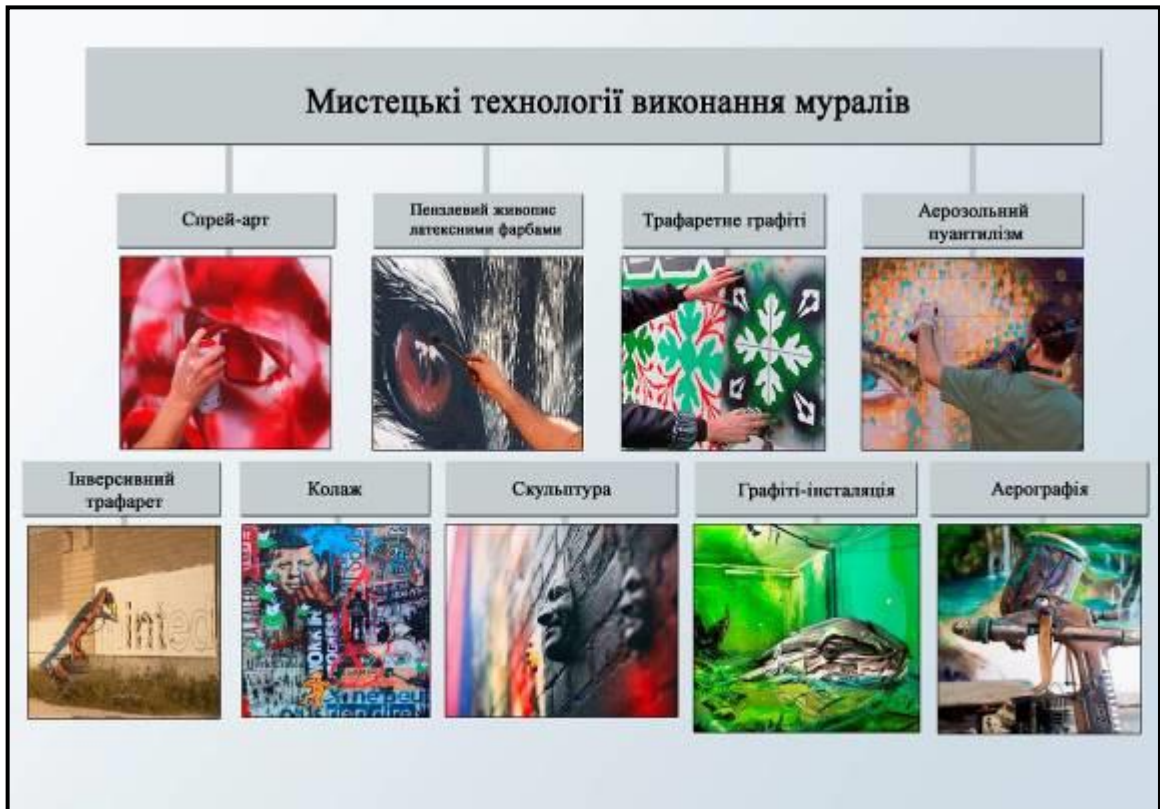 Мистецькі технології виконання муралів
Спрей-арт
Пензлевий живопис
латексними фарбами
Трафаретне графіті
Аерозольний
пуантилізм
Інверсивний
трафарет
Колаж
Скульптура
Графіті-інсталяція
Аерографія
inted